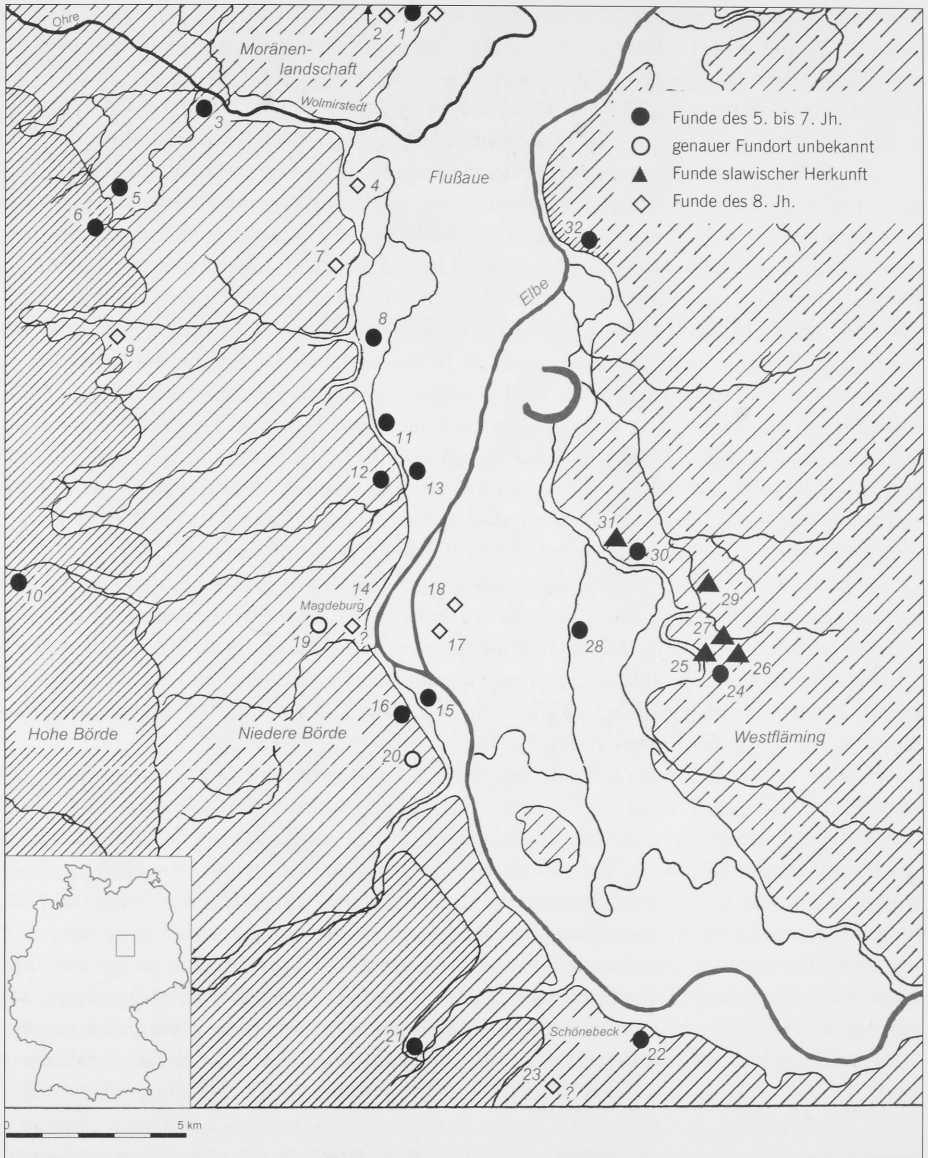 Ohre
2
1
Moränen-
landschaft
Wolmirstedt
3
Funde des 5. bis 7. Jh.
genauer Fundort unbekannt
Funde slawischer Herkunft
Funde des 8. Jh.
Flußaue
4
5
6
32
7
Elbe
8
9
11
12
13
31
30
10
14
18
29
Magdeburg
19
?
17
28
27
25
26
24
16
15
Hohe Börde
Niedere Börde
20
Westfläming
21
Schönebeck
22
23
?
0
5 km